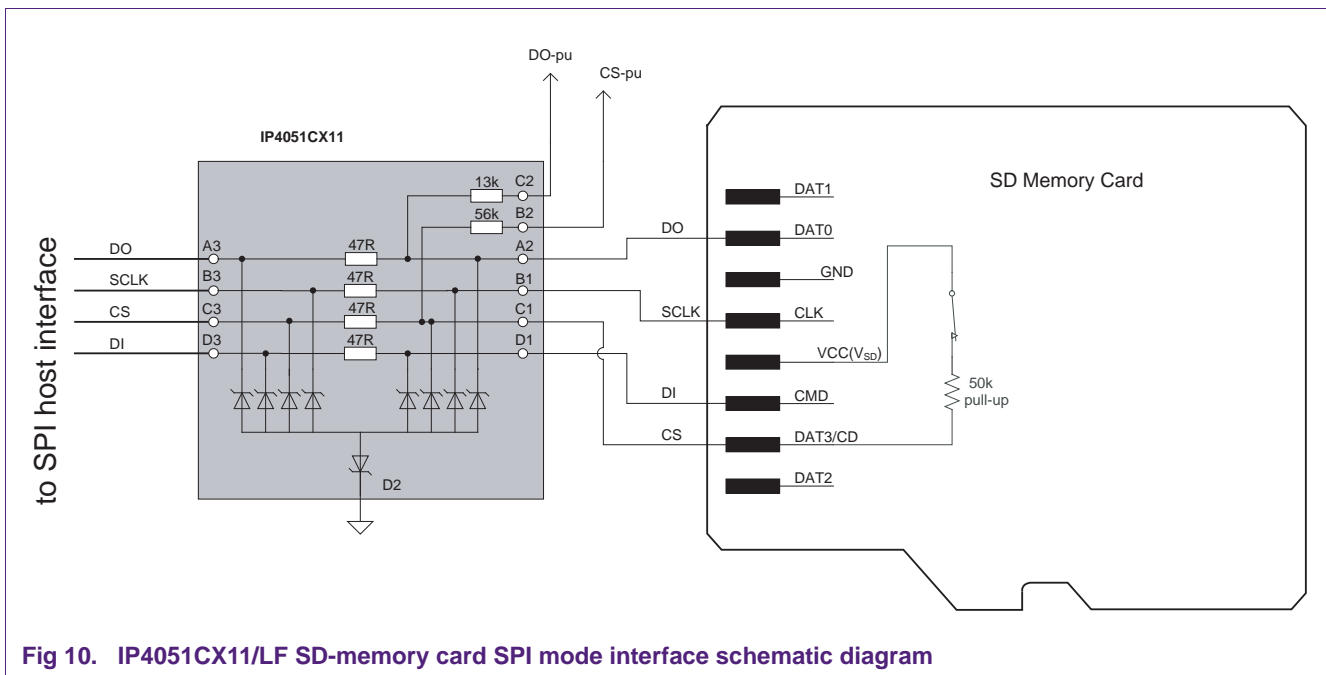 DO-pu
CS-pu
IP4051CX11
13k
C2
56k
B2
SD Memory Card
DAT1
DO
A3
47R
A2
DO
DAT0
SCLK
B3
47R
B1
GND
CS
C3
47R
C1
SCLK
CLK
DI
D3
47R
D1
VCC(VSD)
50k
pull-up
DI
CMD
CS
DAT3/CD
D2
DAT2
to SPI host interface
Fig 10. IP4051CX11/LF SD-memory card SPI mode interface schematic diagram